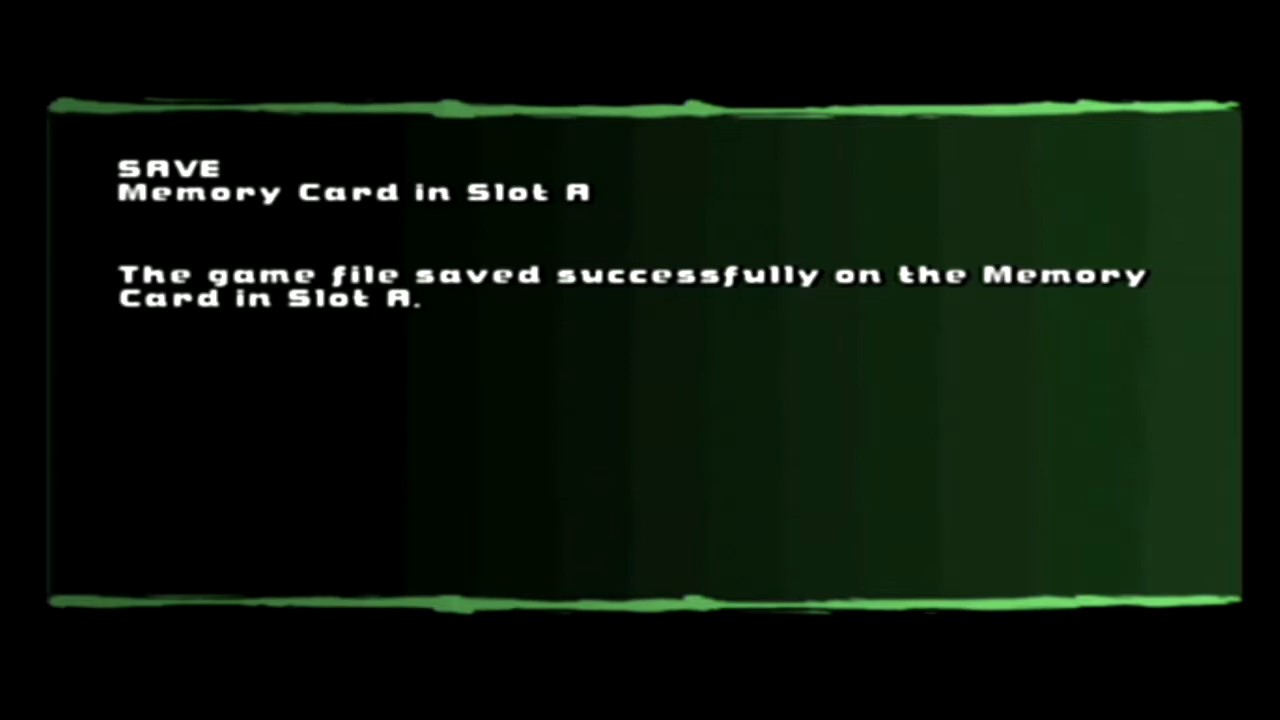 SAVE
Memory Card in Slot A
The game file saved successfully on the Memory
Card in Slot A.